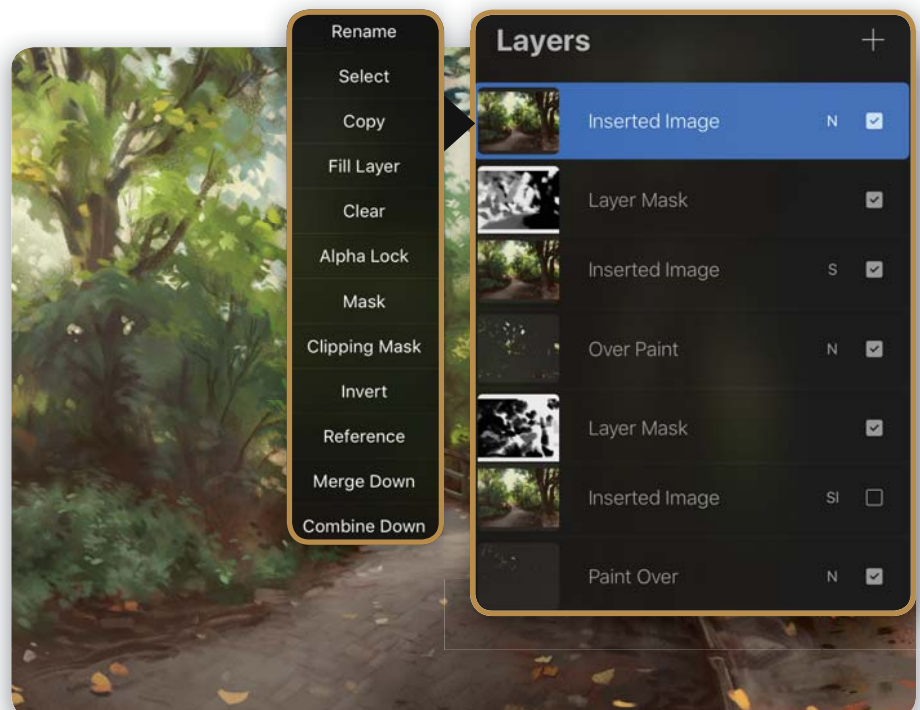 Rename
Select
Copy
Fill Layer
Clear
Alpha Lock
Mask
Clipping Mask
Invert
Reference
Merge Down
Combine Down
Layers
Inserted Image N
Layer Mask
Inserted Image S
Over Paint N
Layer Mask
Inserted Image SI
Paint Over N